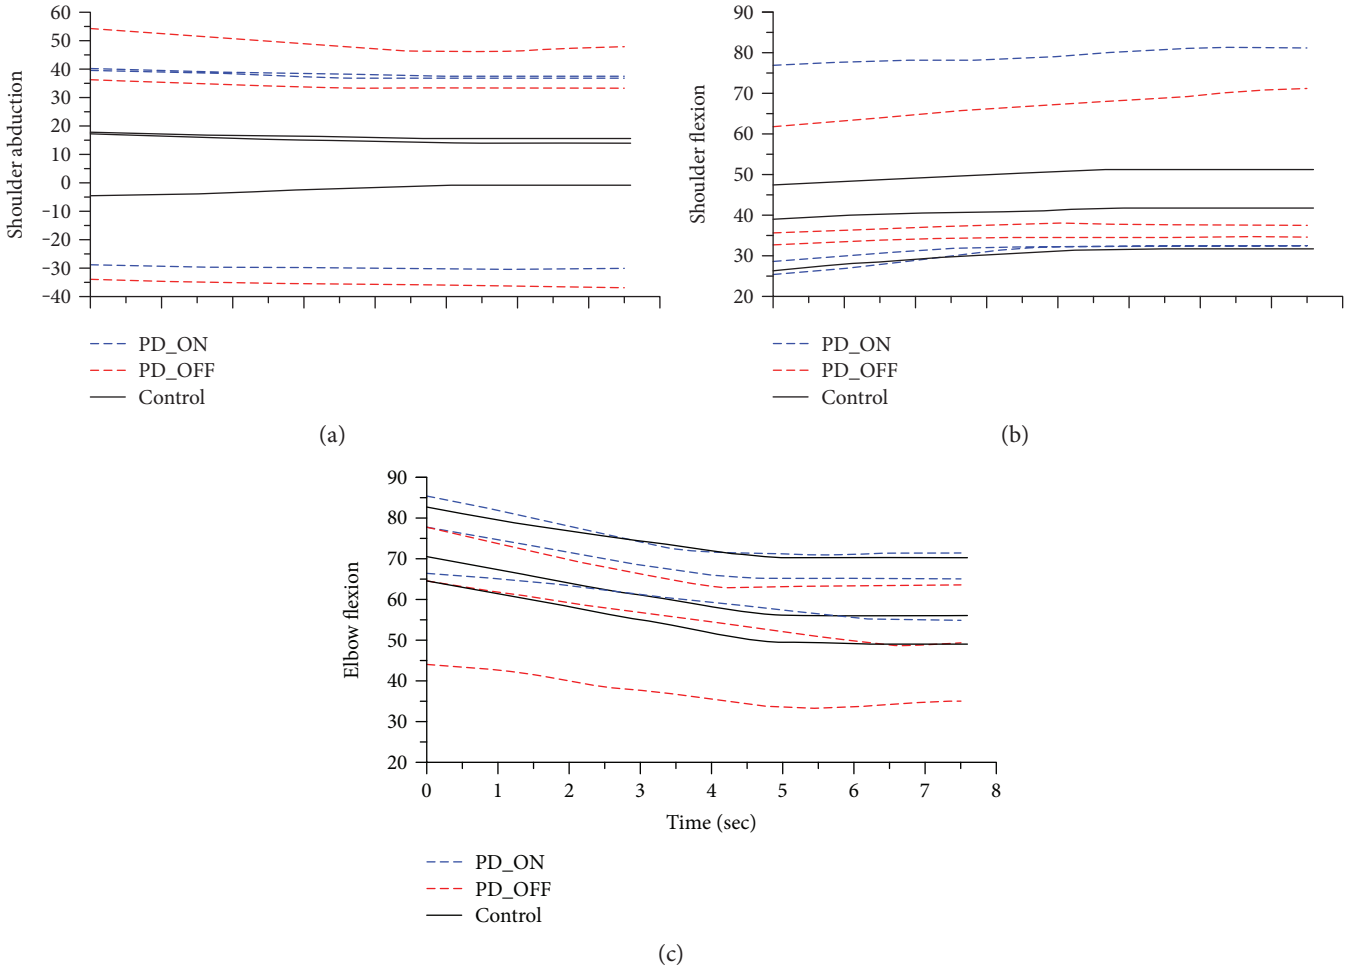 Shoulder abduction
60
50
40
30
20
10
0
-10
-20
-30
-40
PD_ON
PD_OFF
Control
(a)
Shoulder flexion
90
80
70
60
50
40
30
20
PD_ON
PD_OFF
Control
(b)
Elbow flexion
90
80
70
60
50
40
30
20
0 1 2 3 4 5 6 7 8
Time (sec)
PD_ON
PD_OFF
Control
(c)